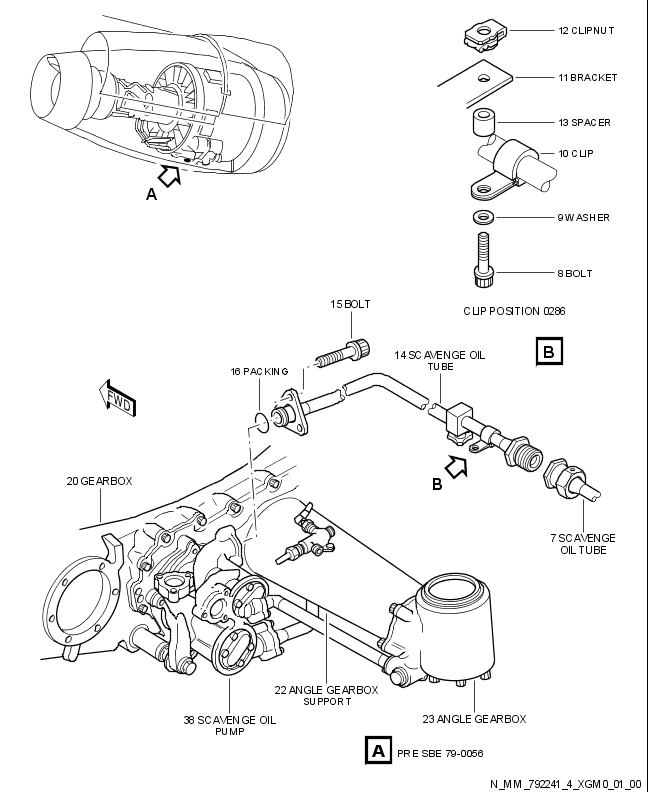 12 CLIPNUT
11 BRACKET
13 SPACER
10 CLIP
A
9 WASHER
8 BOLT
CLIP POSITION 0286
B
15 BOLT
14 SCAVENGE OIL
TUBE
16 PACKING
FWD
20 GEARBOX
B
7 SCAVENGE
OIL TUBE
22 ANGLE GEARBOX
SUPPORT
38 SCAVENGE OIL
PUMP
23 ANGLE GEARBOX
A
PRE SBE 79-0056
N_MM_792241_4_XGM0_01_00